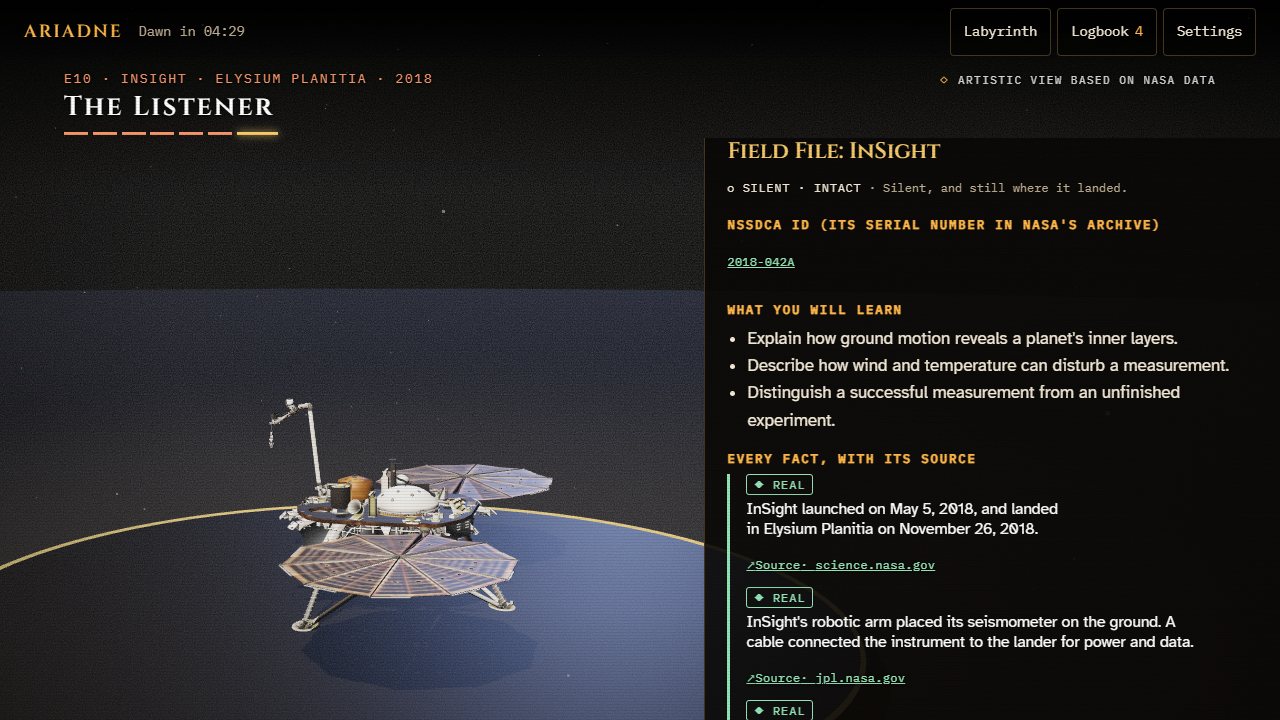 ARIADNE Dawn in 04:29 Labyrinth Logbook 4 Settings
E10 · INSIGHT · ELYSIUM PLANITIA · 2018
◇ ARTISTIC VIEW BASED ON NASA DATA
The Listener
Field File: InSight
o SILENT · INTACT · Silent, and still where it landed.
NSSDCA ID (ITS SERIAL NUMBER IN NASA'S ARCHIVE)
2018-042A
WHAT YOU WILL LEARN
• Explain how ground motion reveals a planet's inner layers.
• Describe how wind and temperature can disturb a measurement.
• Distinguish a successful measurement from an unfinished
experiment.
EVERY FACT, WITH ITS SOURCE
◆ REAL
InSight launched on May 5, 2018, and landed
in Elysium Planitia on November 26, 2018.
↗Source· science.nasa.gov
◆ REAL
InSight's robotic arm placed its seismometer on the ground. A
cable connected the instrument to the lander for power and data.
↗Source· jpl.nasa.gov
◆ REAL